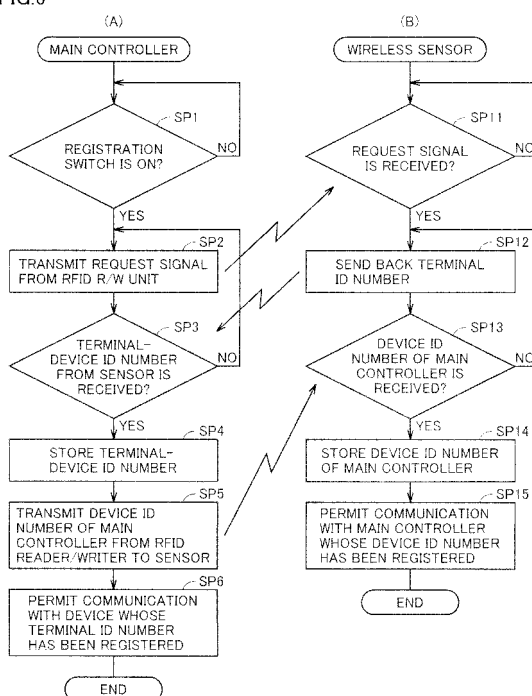 (A)
MAIN CONTROLLER
SP1
REGISTRATION
SWITCH IS ON?
NO
YES
SP2
TRANSMIT REQUEST SIGNAL
FROM RFID R/W UNIT
SP3
TERMINAL-
DEVICE ID NUMBER
FROM SENSOR IS
RECEIVED?
NO
YES
SP4
STORE TERMINAL-
DEVICE ID NUMBER
SP5
TRANSMIT DEVICE ID
NUMBER OF MAIN
CONTROLLER FROM RFID
READER/WRITER TO SENSOR
SP6
PERMIT COMMUNICATION
WITH DEVICE WHOSE
TERMINAL ID NUMBER
HAS BEEN REGISTERED
END
(B)
WIRELESS SENSOR
SP11
REQUEST SIGNAL
IS RECEIVED?
NO
YES
SP12
SEND BACK TERMINAL
ID NUMBER
SP13
DEVICE ID
NUMBER OF MAIN
CONTROLLER IS
RECEIVED?
NO
YES
SP14
STORE DEVICE ID NUMBER
OF MAIN CONTROLLER
SP15
PERMIT COMMUNICATION
WITH MAIN CONTROLLER
WHOSE DEVICE ID NUMBER
HAS BEEN REGISTERED
END